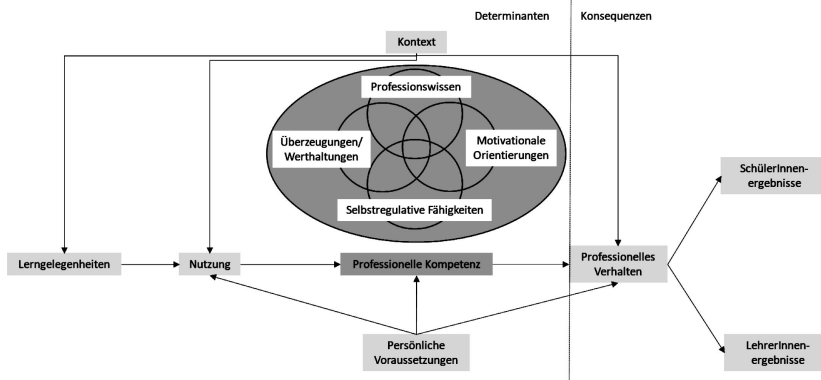 Determinanten
Konsequenzen
Kontext
Professionswissen
Überzeugungen/
Werthaltungen
Motivationale
Orientierungen
Selbstregulative Fähigkeiten
SchülerInnen-
ergebnisse
Lerngelegenheiten
Nutzung
Professionelle Kompetenz
Professionelles
Verhalten
Persönliche
Voraussetzungen
LehrerInnen-
ergebnisse